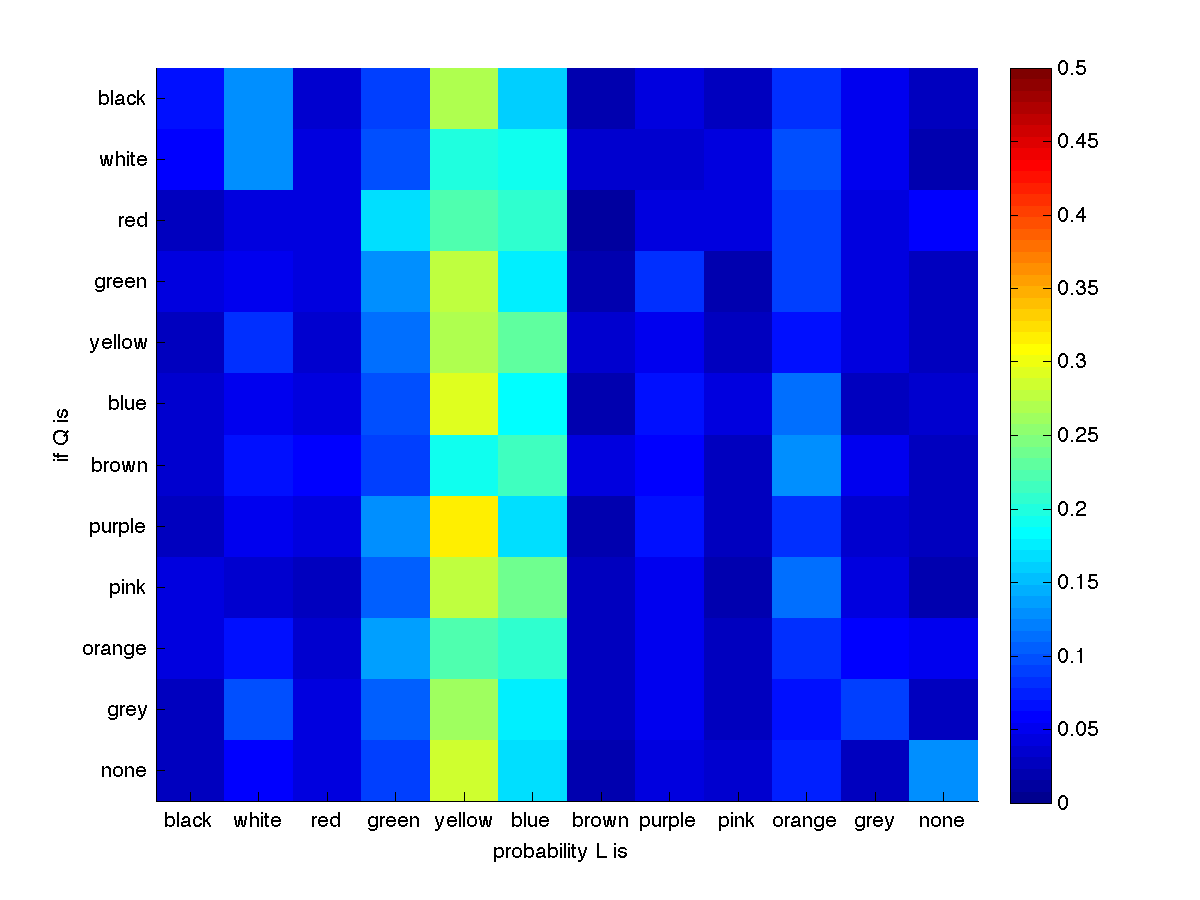 if Q is
black
white
red
green
yellow
blue
brown
purple
pink
orange
grey
none
black white red green yellow blue brown purple pink orange grey none
probability L is
0.5
0.45
0.4
0.35
0.3
0.25
0.2
0.15
0.1
0.05
0